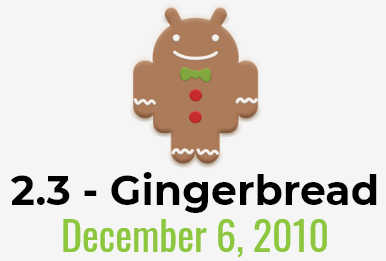 2.3 - Gingerbread
December 6, 2010